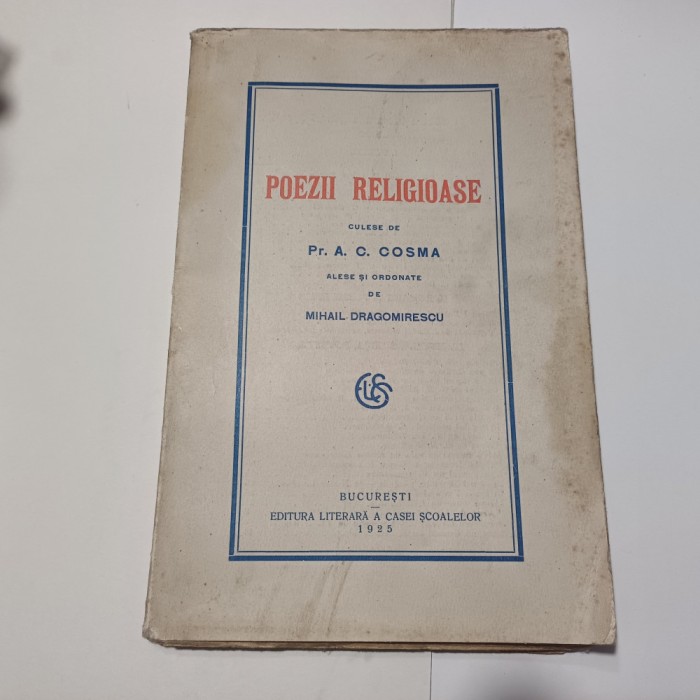 POEZII RELIGIOASE
CULESE DE
Pr. A. C. COSMA
ALESE ȘI ORDONATE
DE
MIHAIL DRAGOMIRESCU
BUCUREȘTI
EDITURA LITERARĂ A CASEI ȘCOALELOR
1925